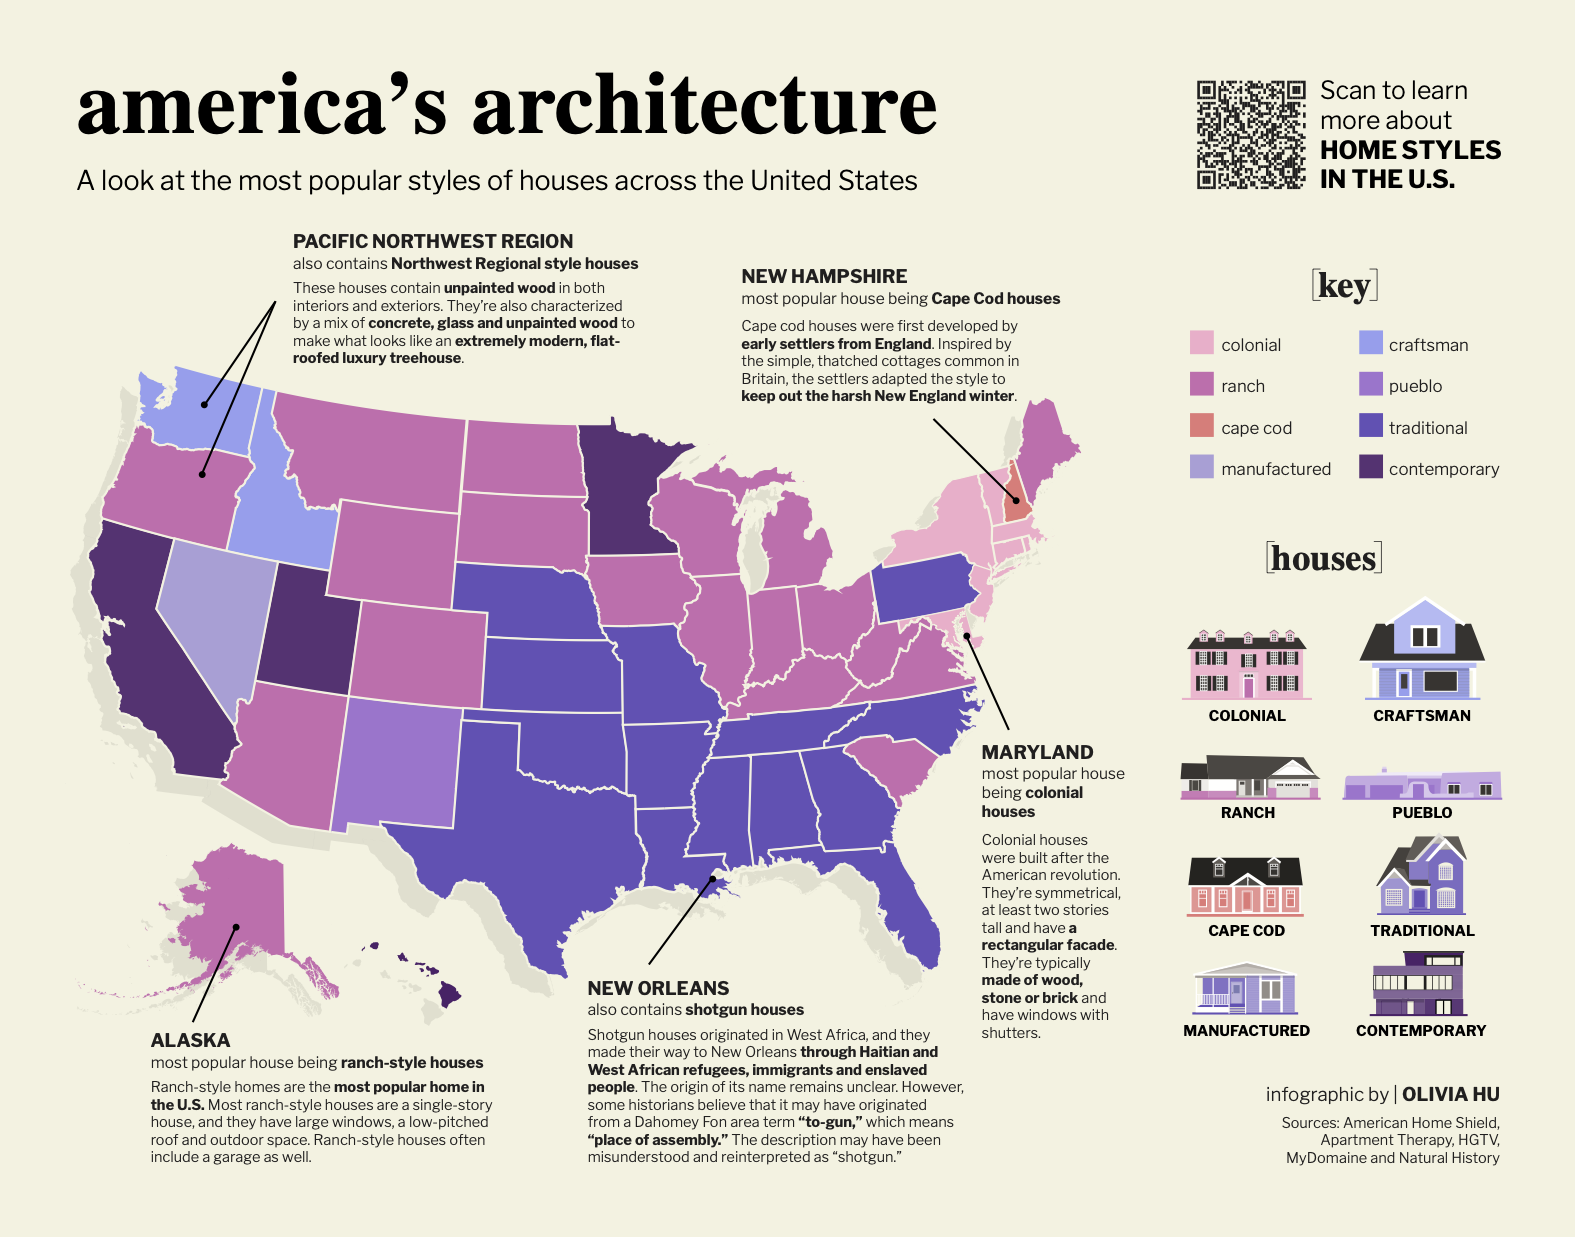 america's architecture
A look at the most popular styles of houses across the United States
Scan to learn
more about
HOME STYLES
IN THE U.S.
PACIFIC NORTHWEST REGION
also contains Northwest Regional style houses
These houses contain unpainted wood in both
interiors and exteriors. They're also characterized
by a mix of concrete, glass and unpainted wood to
make what looks like an extremely modern, flat-
roofed luxury treehouse.
NEW HAMPSHIRE
most popular house being Cape Cod houses
Cape cod houses were first developed by
early settlers from England. Inspired by
the simple, thatched cottages common in
Britain, the settlers adapted the style to
keep out the harsh New England winter.
[key]
colonial
craftsman
ranch
pueblo
cape cod
traditional
manufactured
contemporary
[houses]
COLONIAL
CRAFTSMAN
RANCH
PUEBLO
CAPE COD
TRADITIONAL
MANUFACTURED
CONTEMPORARY
MARYLAND
most popular house
being colonial
houses
Colonial houses
were built after the
American revolution.
They're symmetrical,
at least two stories
tall and have a
rectangular facade.
They're typically
made of wood,
stone or brick and
have windows with
shutters.
NEW ORLEANS
also contains shotgun houses
Shotgun houses originated in West Africa, and they
made their way to New Orleans through Haitian and
West African refugees, immigrants and enslaved
people. The origin of its name remains unclear. However,
some historians believe that it may have originated
from a Dahomey Fon area term "to-gun," which means
"place of assembly." The description may have been
misunderstood and reinterpreted as "shotgun."
ALASKA
most popular house being ranch-style houses
Ranch-style homes are the most popular home in
the U.S. Most ranch-style houses are a single-story
house, and they have large windows, a low-pitched
roof and outdoor space. Ranch-style houses often
include a garage as well.
infographic by | OLIVIA HU
Sources: American Home Shield,
Apartment Therapy, HGTV,
MyDomaine and Natural History